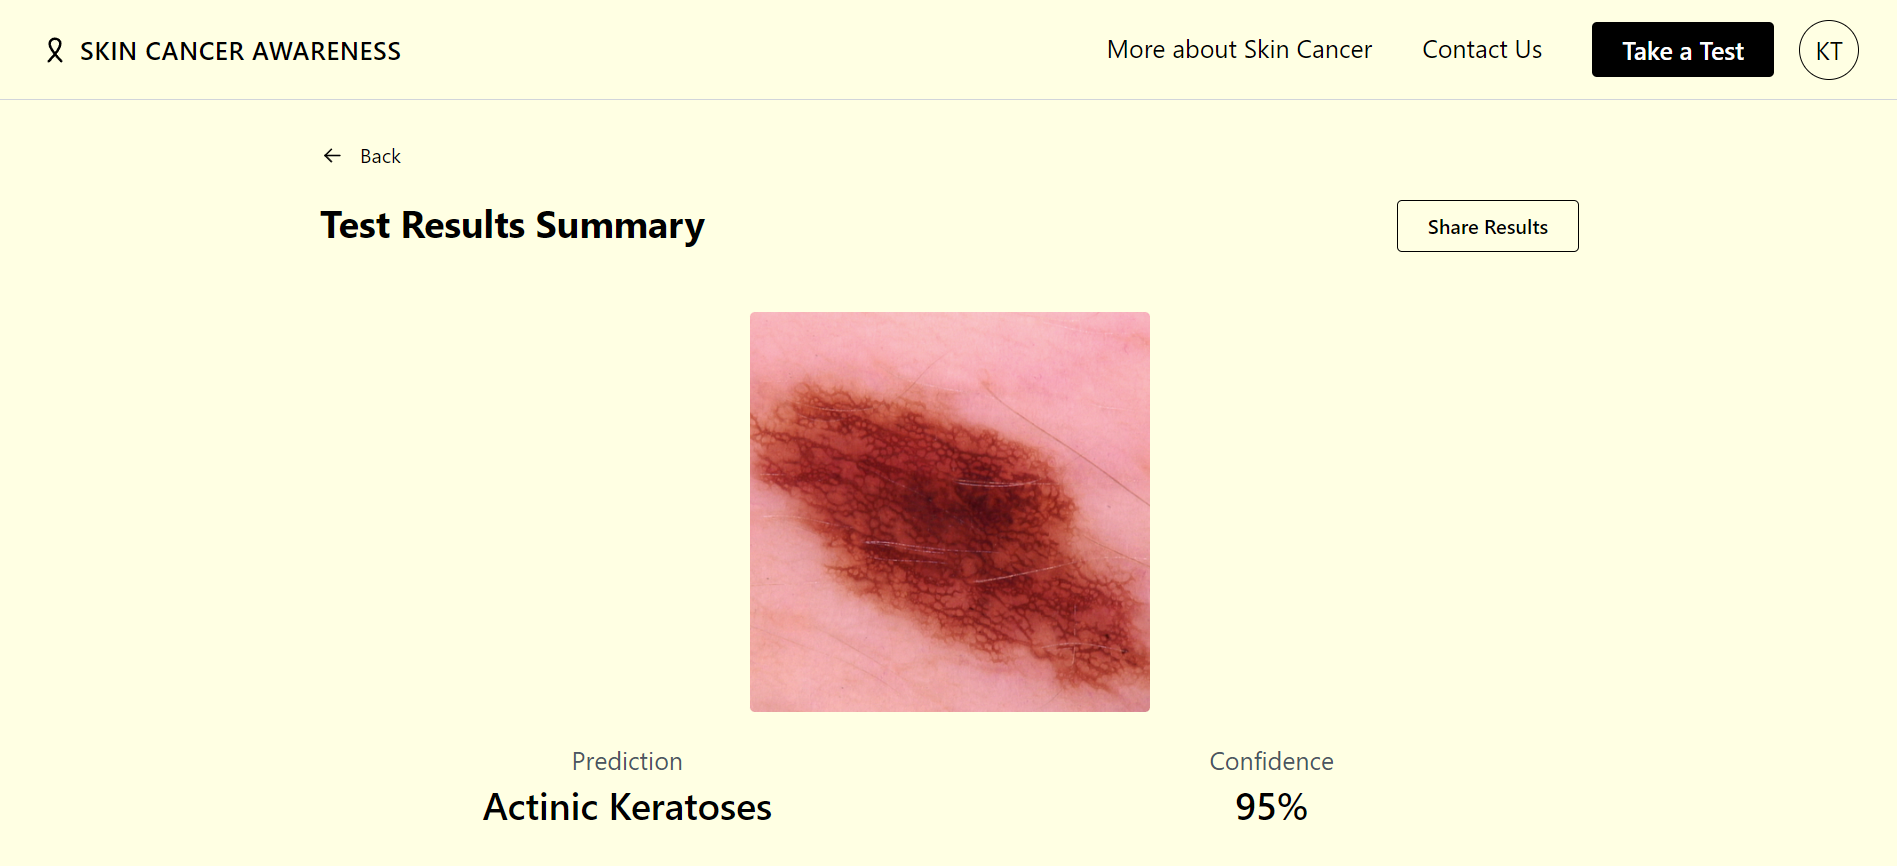 SKIN CANCER AWARENESS
More about Skin Cancer
Contact Us
Take a Test
KT
Back
Test Results Summary
Share Results
Prediction
Confidence
Actinic Keratoses
95%